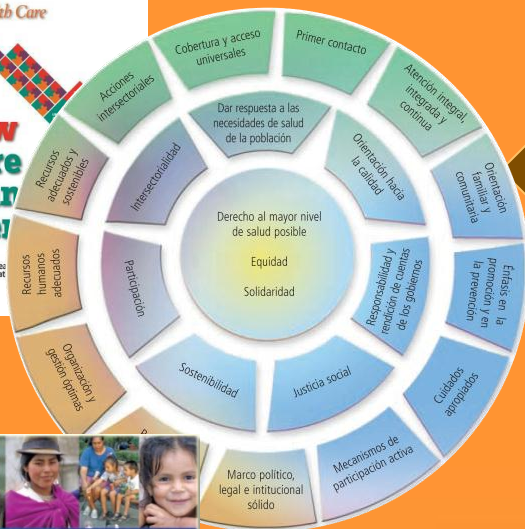 th Care
Cobertura y acceso
universales
Primer contacto
Atención integral,
integrada y
continua
Orientación
familiar y
comunitaria
Énfasis en la
promoción y en
la prevención
Cuidados
apropiados
Mecanismos de
participación activa
Marco político,
legal e intitucional
sólido
Organización y
gestión óptimas
Recursos
humanos
adecuados
Recursos
adecuados y
sostenibles
Acciones
intersectoriales
Dar respuesta a las
necesidades de salud
de la población
Orientación hacia
la calidad
Responsabilidad y
rendición de cuentas
de los gobiernos
Justicia social
Sostenibilidad
Participación
Intersectorialidad
Derecho al mayor nivel
de salud posible
Equidad
Solidaridad